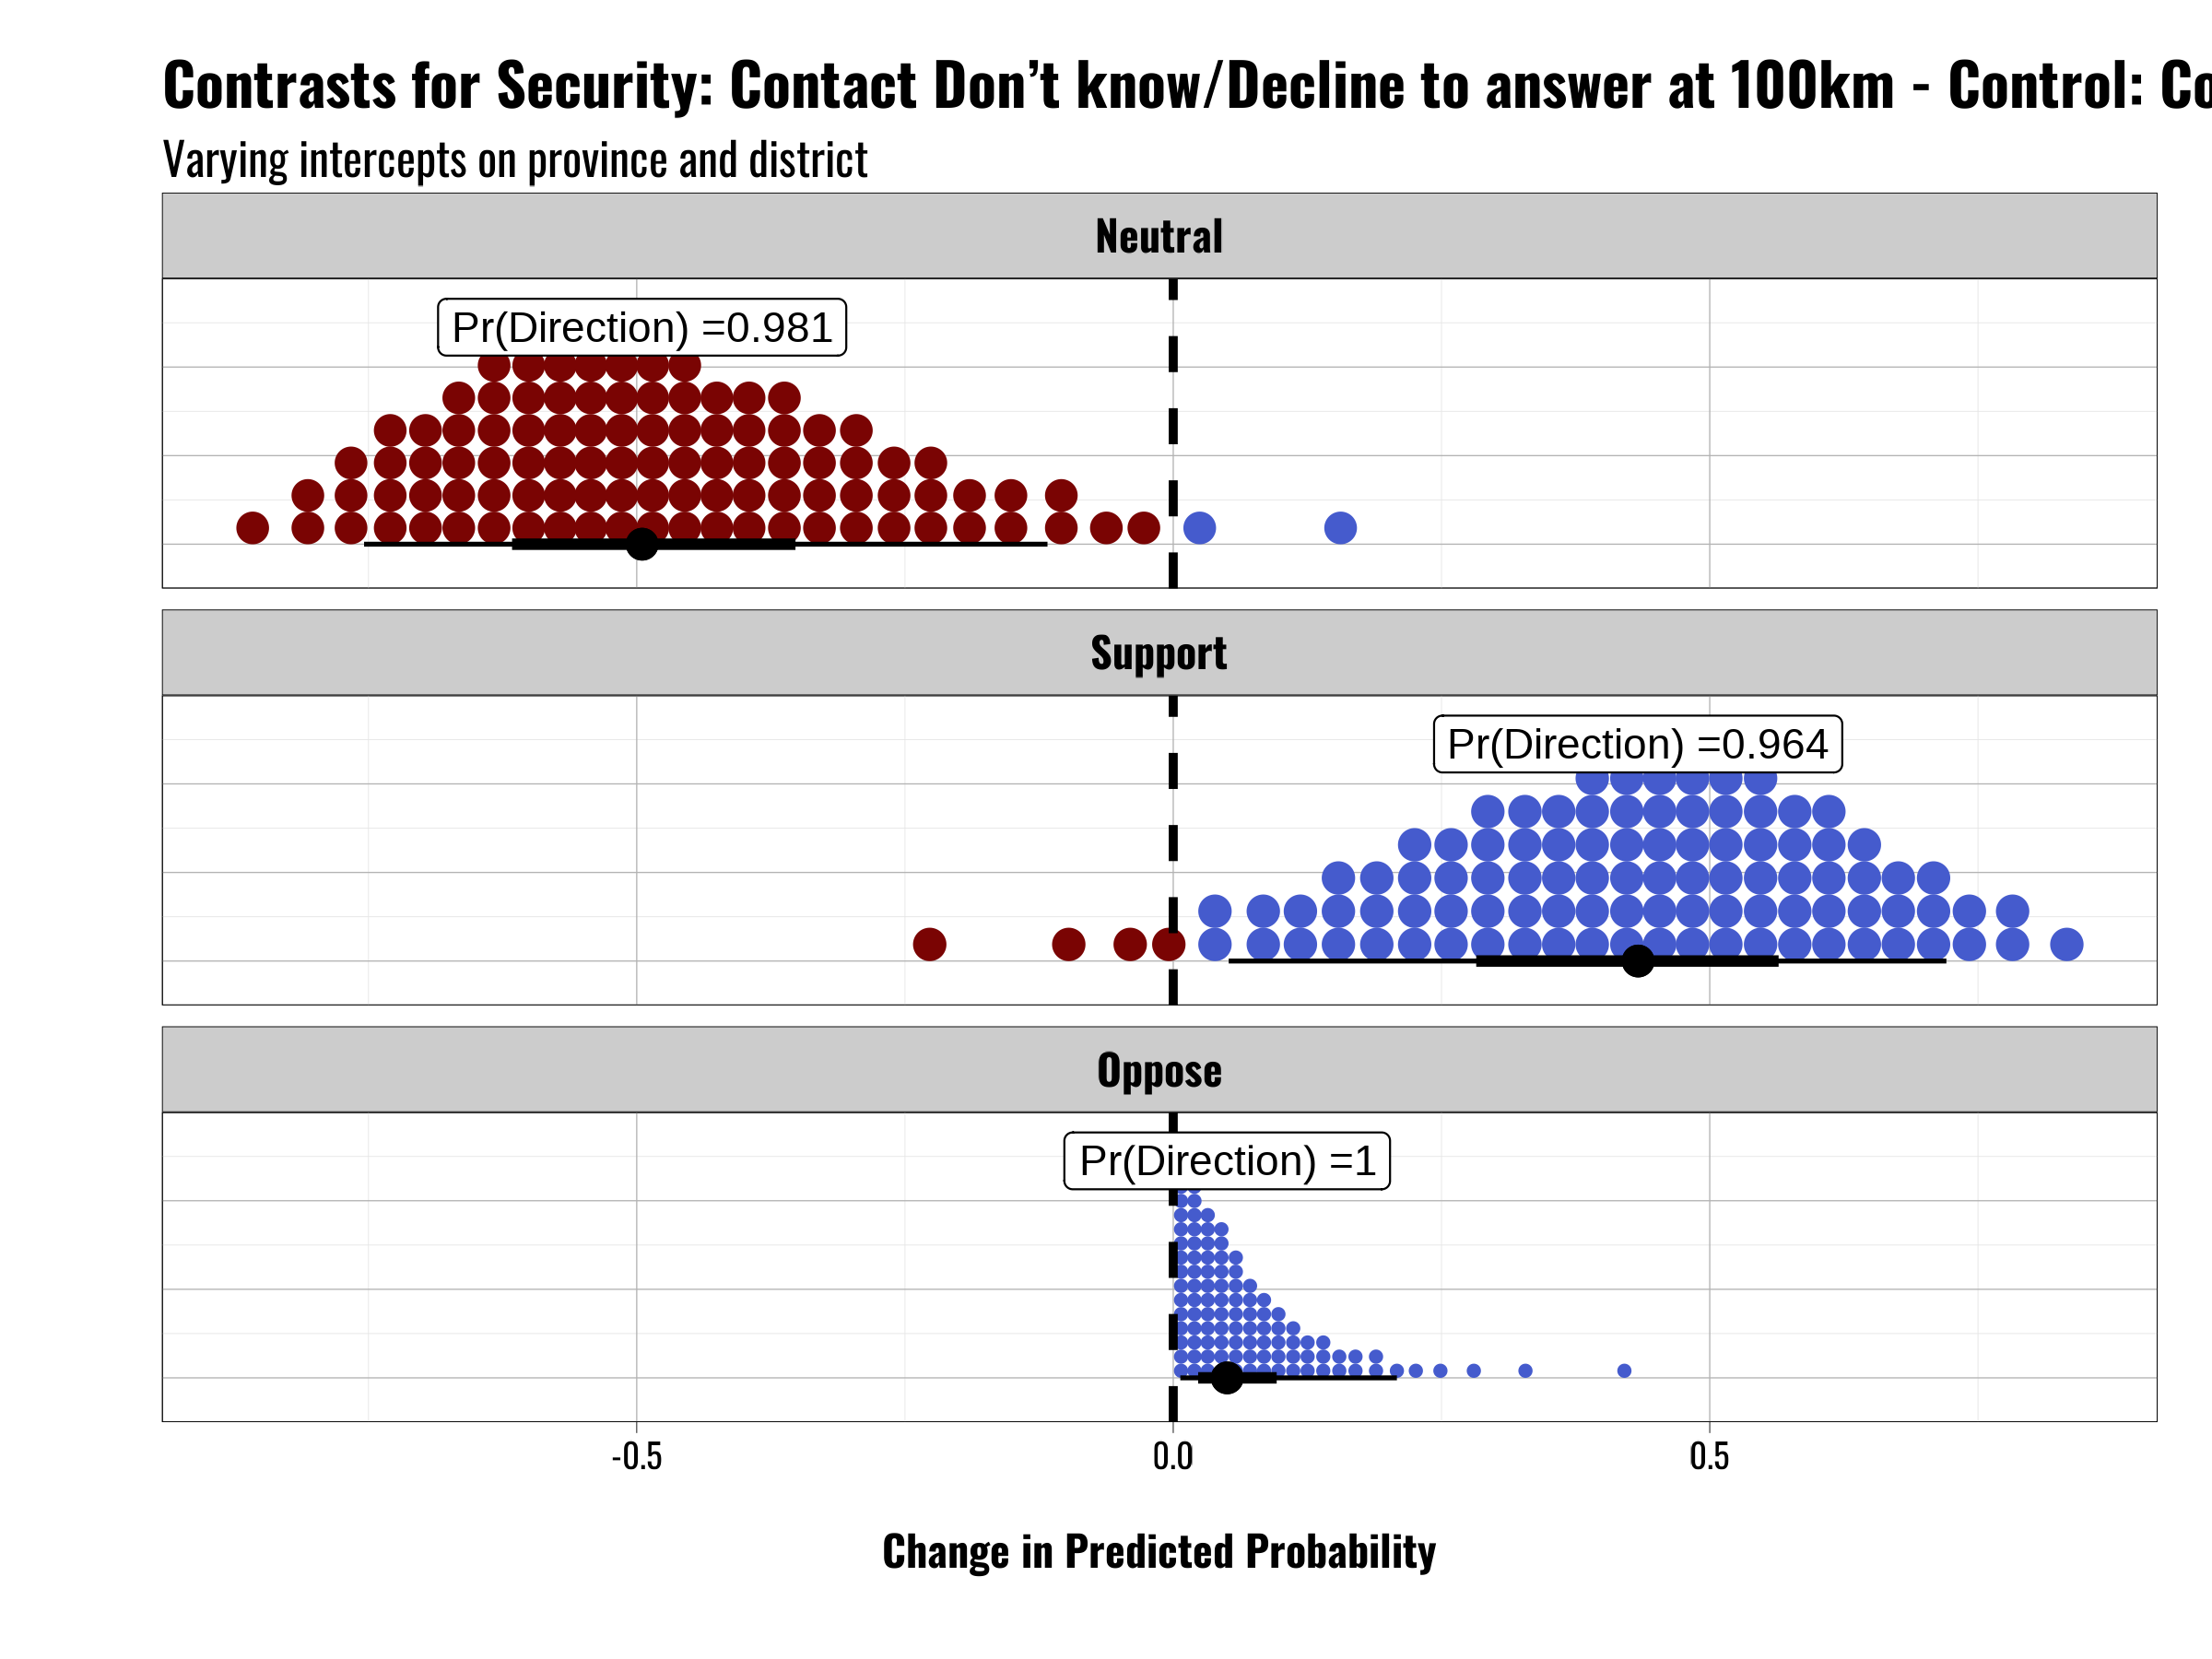 Contrasts for Security: Contact Don’t know/Decline to answer at 100km - Control: Co
Varying intercepts on province and district
Neutral
Pr(Direction) =0.981
Support
Pr(Direction) =0.964
Oppose
Pr(Direction) =1
-0.5 0.0 0.5
Change in Predicted Probability